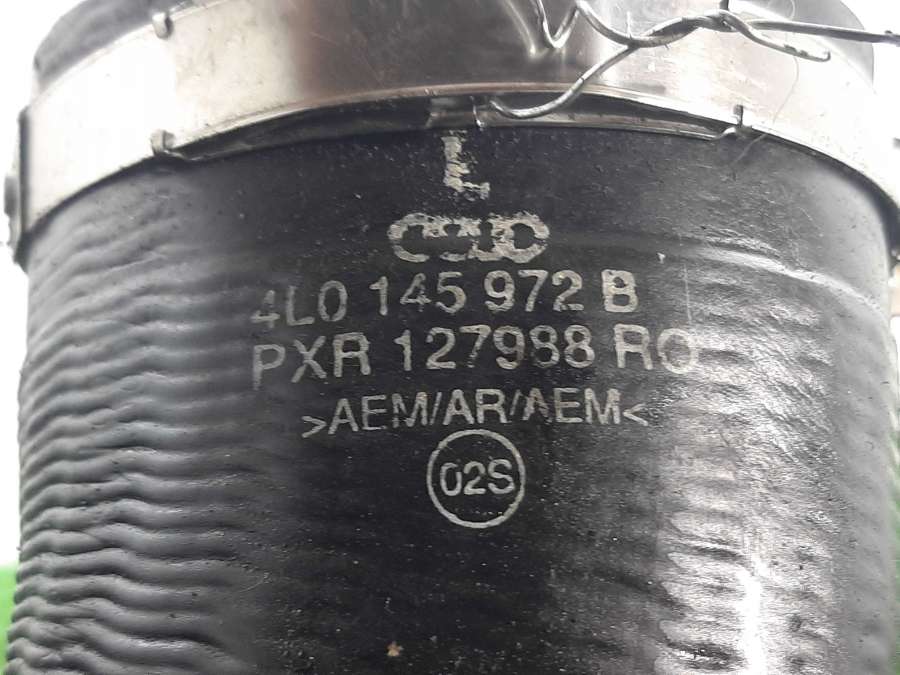 L
4L0 145 972 B
PXR 127988 RO
>AEM/AR/AEM<
02S